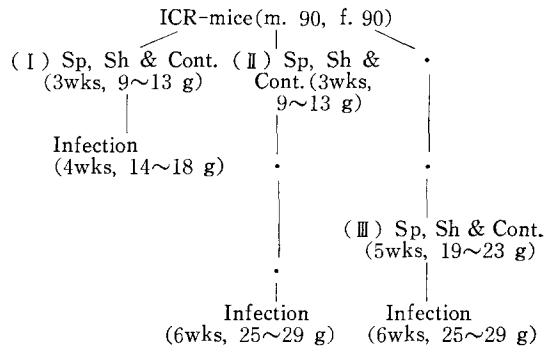 ICR-mice(m. 90, f. 90)
(Ⅰ) Sp, Sh & Cont.
(3wks, 9~13 g)
(Ⅱ) Sp, Sh &
Cont.(3wks,
9~13 g)
Infection
(4wks, 14~18 g)
(Ⅲ) Sp, Sh & Cont.
(5wks, 19~23 g)
Infection
(6wks, 25~29 g)
Infection
(6wks, 25~29 g)